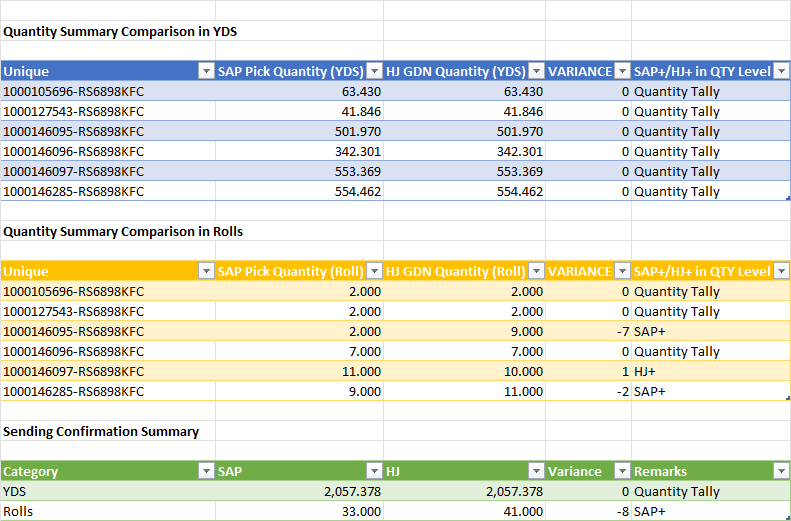 Quantity Summary Comparison in YDS
Unique SAP Pick Quantity (YDS) HJ GDN Quantity (YDS) VARIANCE SAP+/HJ+ in QTY Level
1000105696-RS6898KFC 63.430 63.430 0 Quantity Tally
1000127543-RS6898KFC 41.846 41.846 0 Quantity Tally
1000146095-RS6898KFC 501.970 501.970 0 Quantity Tally
1000146096-RS6898KFC 342.301 342.301 0 Quantity Tally
1000146097-RS6898KFC 553.369 553.369 0 Quantity Tally
1000146285-RS6898KFC 554.462 554.462 0 Quantity Tally
Quantity Summary Comparison in Rolls
Unique SAP Pick Quantity (Roll) HJ GDN Quantity (Roll) VARIANCE SAP+/HJ+ in QTY Level
1000105696-RS6898KFC 2.000 2.000 0 Quantity Tally
1000127543-RS6898KFC 2.000 2.000 0 Quantity Tally
1000146095-RS6898KFC 2.000 9.000 -7 SAP+
1000146096-RS6898KFC 7.000 7.000 0 Quantity Tally
1000146097-RS6898KFC 11.000 10.000 1 HJ+
1000146285-RS6898KFC 9.000 11.000 -2 SAP+
Sending Confirmation Summary
Category SAP HJ Variance Remarks
YDS 2,057.378 2,057.378 0 Quantity Tally
Rolls 33.000 41.000 -8 SAP+